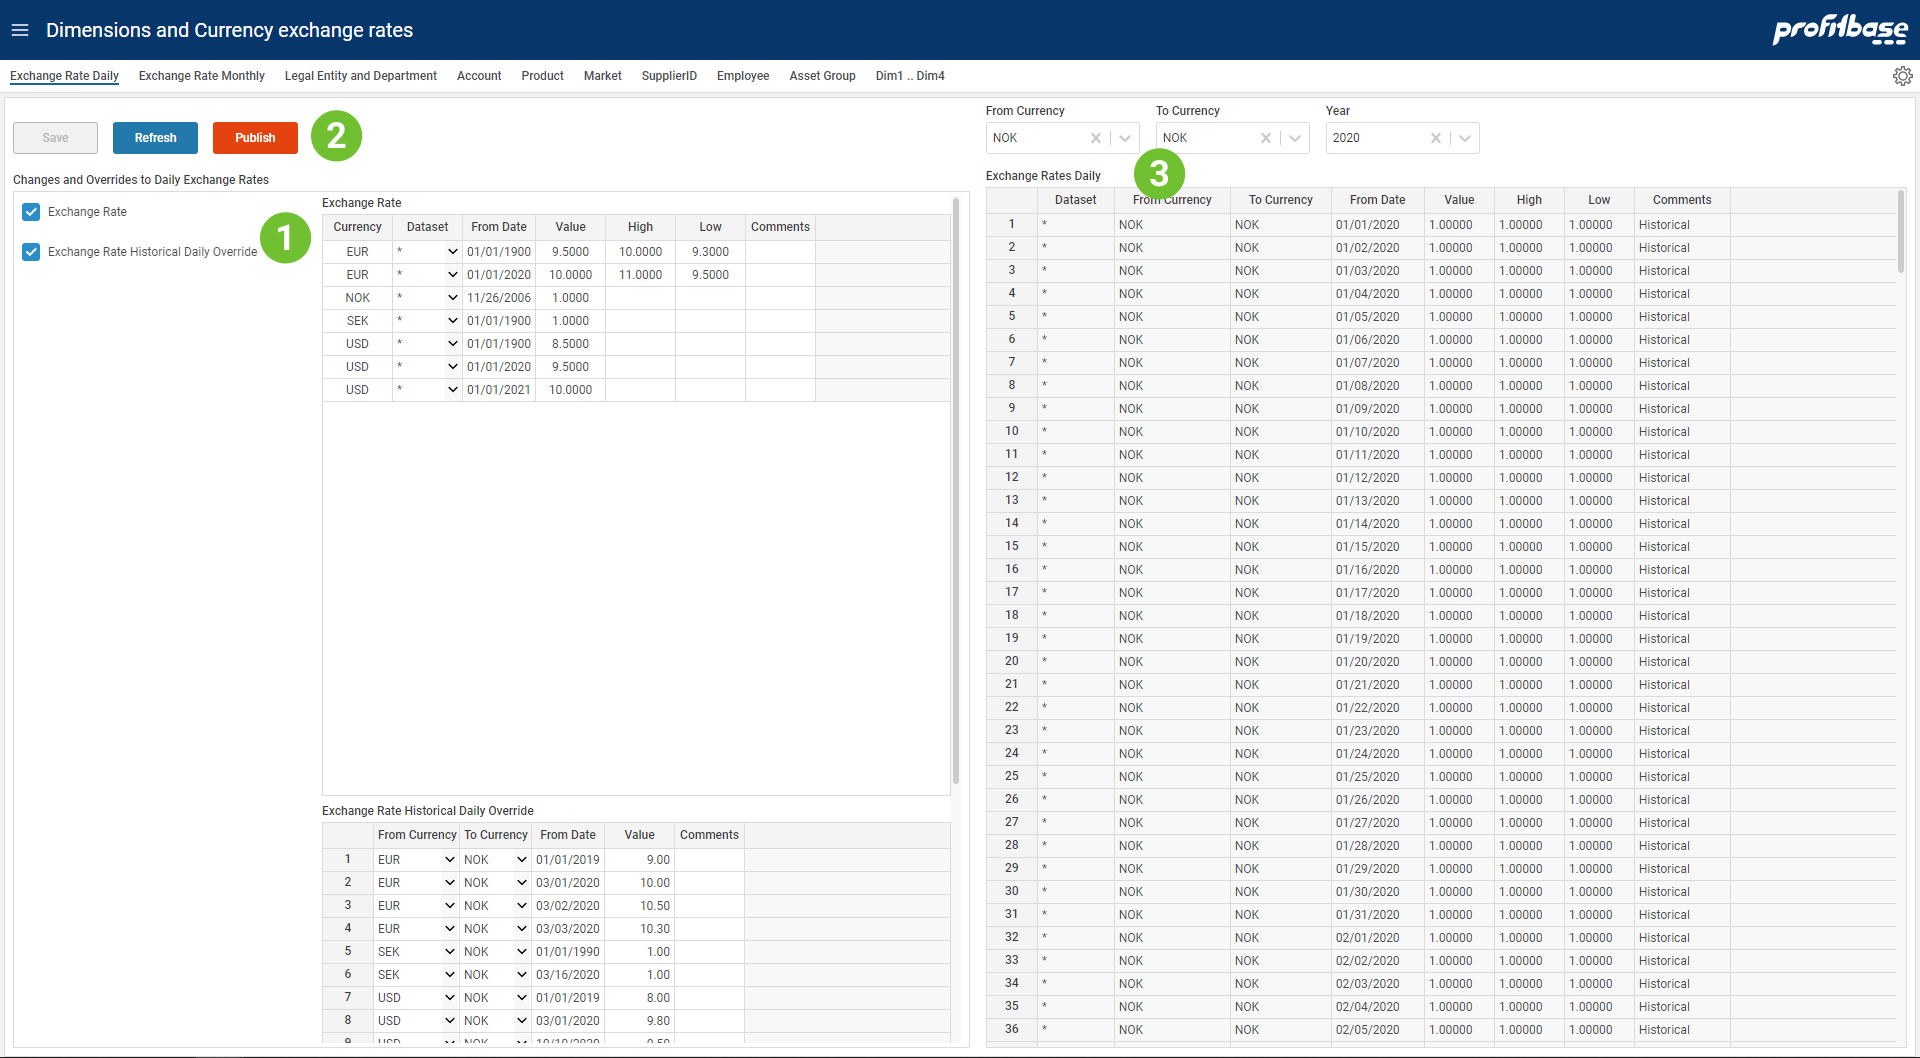 Dimensions and Currency exchange rates
profitbase
Exchange Rate Daily Exchange Rate Monthly Legal Entity and Department Account Product Market SupplierID Employee Asset Group Dim1 .. Dim4
Save Refresh Publish 2
Changes and Overrides to Daily Exchange Rates
Exchange Rate
Exchange Rate Historical Daily Override
1
Exchange Rate
Currency Dataset From Date Value High Low Comments
EUR * 01/01/1900 9.5000 10.0000 9.3000
EUR * 01/01/2020 10.0000 11.0000 9.5000
NOK * 11/26/2006 1.0000
SEK * 01/01/1900 1.0000
USD * 01/01/1900 8.5000
USD * 01/01/2020 9.5000
USD * 01/01/2021 10.0000
Exchange Rate Historical Daily Override
From Currency To Currency From Date Value Comments
1 EUR NOK 01/01/2019 9.00
2 EUR NOK 03/01/2020 10.00
3 EUR NOK 03/02/2020 10.50
4 EUR NOK 03/03/2020 10.30
5 SEK NOK 01/01/1990 1.00
6 SEK NOK 03/16/2020 1.00
7 USD NOK 01/01/2019 8.00
8 USD NOK 03/01/2020 9.80
From Currency To Currency Year
NOK NOK 2020
Exchange Rates Daily
3
Dataset From Currency To Currency From Date Value High Low Comments
1 * NOK NOK 01/01/2020 1.00000 1.00000 1.00000 Historical
2 * NOK NOK 01/02/2020 1.00000 1.00000 1.00000 Historical
3 * NOK NOK 01/03/2020 1.00000 1.00000 1.00000 Historical
4 * NOK NOK 01/04/2020 1.00000 1.00000 1.00000 Historical
5 * NOK NOK 01/05/2020 1.00000 1.00000 1.00000 Historical
6 * NOK NOK 01/06/2020 1.00000 1.00000 1.00000 Historical
7 * NOK NOK 01/07/2020 1.00000 1.00000 1.00000 Historical
8 * NOK NOK 01/08/2020 1.00000 1.00000 1.00000 Historical
9 * NOK NOK 01/09/2020 1.00000 1.00000 1.00000 Historical
10 * NOK NOK 01/10/2020 1.00000 1.00000 1.00000 Historical
11 * NOK NOK 01/11/2020 1.00000 1.00000 1.00000 Historical
12 * NOK NOK 01/12/2020 1.00000 1.00000 1.00000 Historical
13 * NOK NOK 01/13/2020 1.00000 1.00000 1.00000 Historical
14 * NOK NOK 01/14/2020 1.00000 1.00000 1.00000 Historical
15 * NOK NOK 01/15/2020 1.00000 1.00000 1.00000 Historical
16 * NOK NOK 01/16/2020 1.00000 1.00000 1.00000 Historical
17 * NOK NOK 01/17/2020 1.00000 1.00000 1.00000 Historical
18 * NOK NOK 01/18/2020 1.00000 1.00000 1.00000 Historical
19 * NOK NOK 01/19/2020 1.00000 1.00000 1.00000 Historical
20 * NOK NOK 01/20/2020 1.00000 1.00000 1.00000 Historical
21 * NOK NOK 01/21/2020 1.00000 1.00000 1.00000 Historical
22 * NOK NOK 01/22/2020 1.00000 1.00000 1.00000 Historical
23 * NOK NOK 01/23/2020 1.00000 1.00000 1.00000 Historical
24 * NOK NOK 01/24/2020 1.00000 1.00000 1.00000 Historical
25 * NOK NOK 01/25/2020 1.00000 1.00000 1.00000 Historical
26 * NOK NOK 01/26/2020 1.00000 1.00000 1.00000 Historical
27 * NOK NOK 01/27/2020 1.00000 1.00000 1.00000 Historical
28 * NOK NOK 01/28/2020 1.00000 1.00000 1.00000 Historical
29 * NOK NOK 01/29/2020 1.00000 1.00000 1.00000 Historical
30 * NOK NOK 01/30/2020 1.00000 1.00000 1.00000 Historical
31 * NOK NOK 01/31/2020 1.00000 1.00000 1.00000 Historical
32 * NOK NOK 02/01/2020 1.00000 1.00000 1.00000 Historical
33 * NOK NOK 02/02/2020 1.00000 1.00000 1.00000 Historical
34 * NOK NOK 02/03/2020 1.00000 1.00000 1.00000 Historical
35 * NOK NOK 02/04/2020 1.00000 1.00000 1.00000 Historical
36 * NOK NOK 02/05/2020 1.00000 1.00000 1.00000 Historical